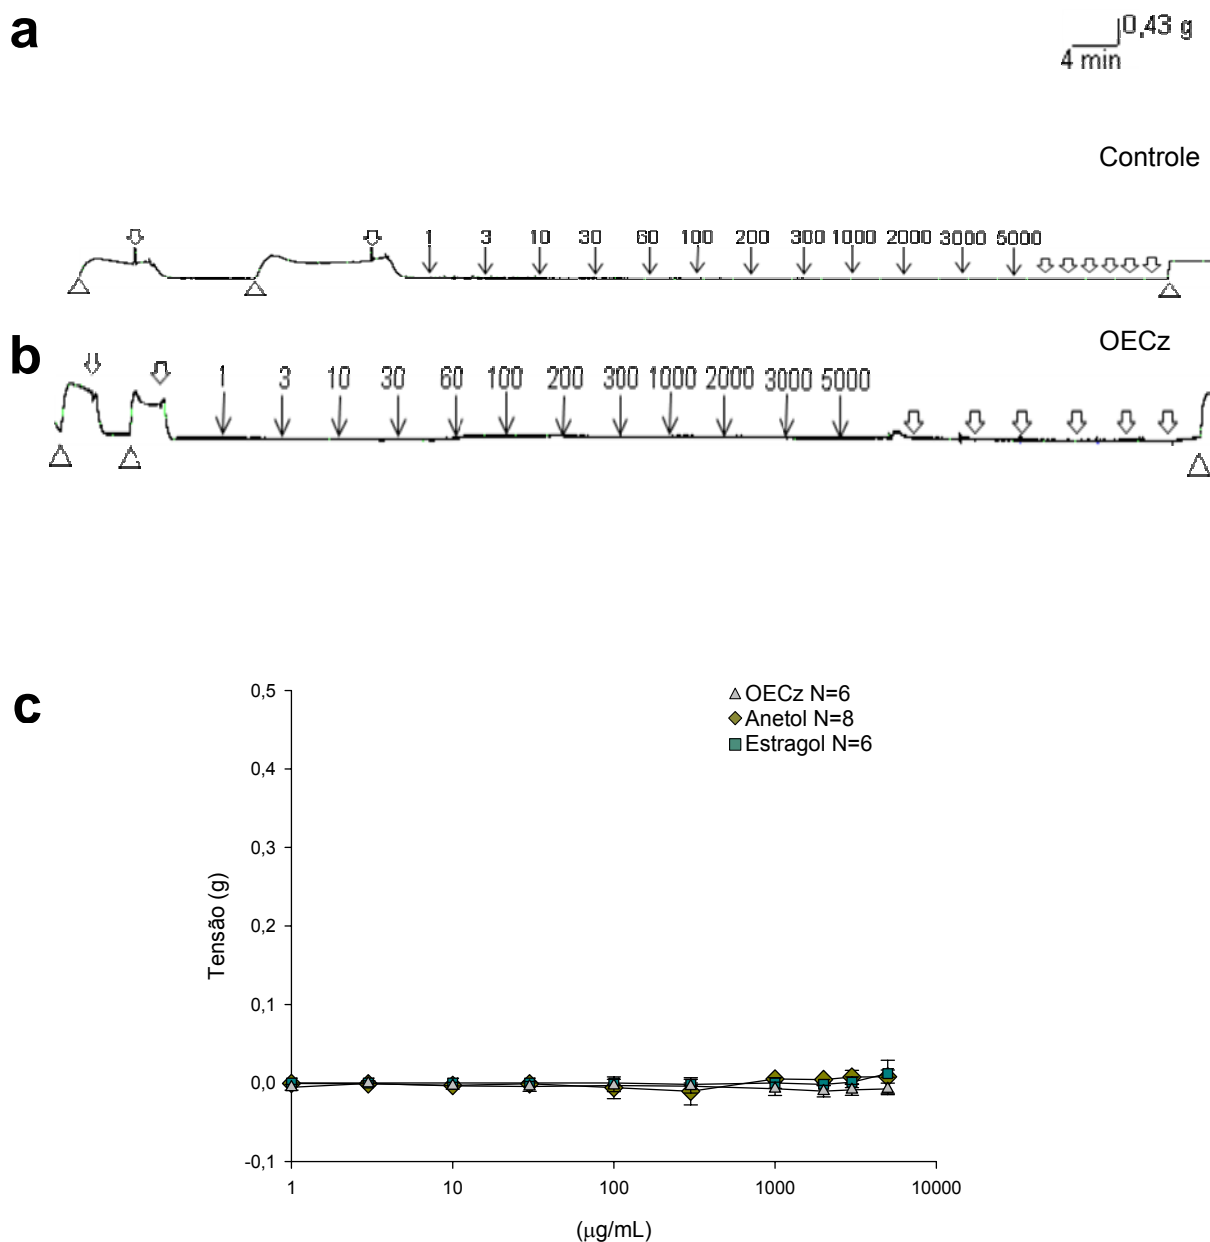 a
0,43 g
4 min
Controle
1 3 10 30 60 100 200 300 1000 2000 3000 5000
OECz
b
1 3 10 30 60 100 200 300 1000 2000 3000 5000
c
OECz N=6
Anetol N=8
Estragol N=6
0,5
0,4
0,3
0,2
0,1
0,0
-0,1
Tensão (g)
1 10 100 1000 10000
(μg/mL)